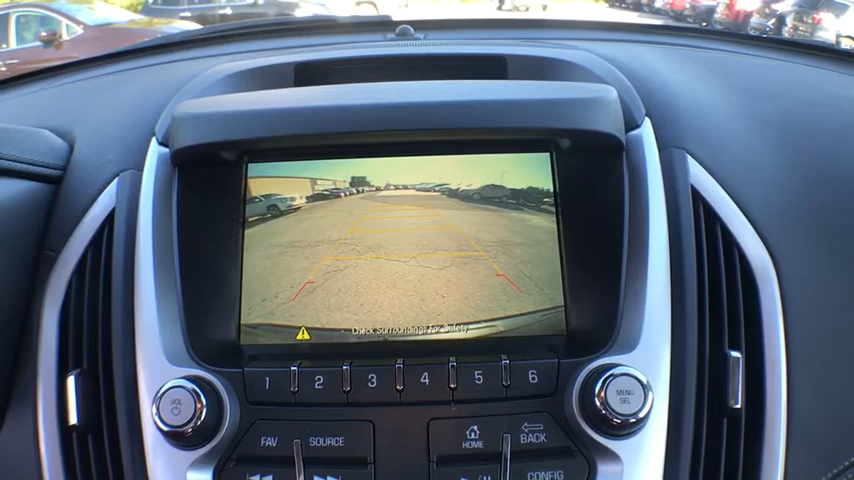 Check Surroundings For Safety
1 2 3 4 5 6
VOL
MENU
SEL
FAV SOURCE
HOME
BACK
CONFIG